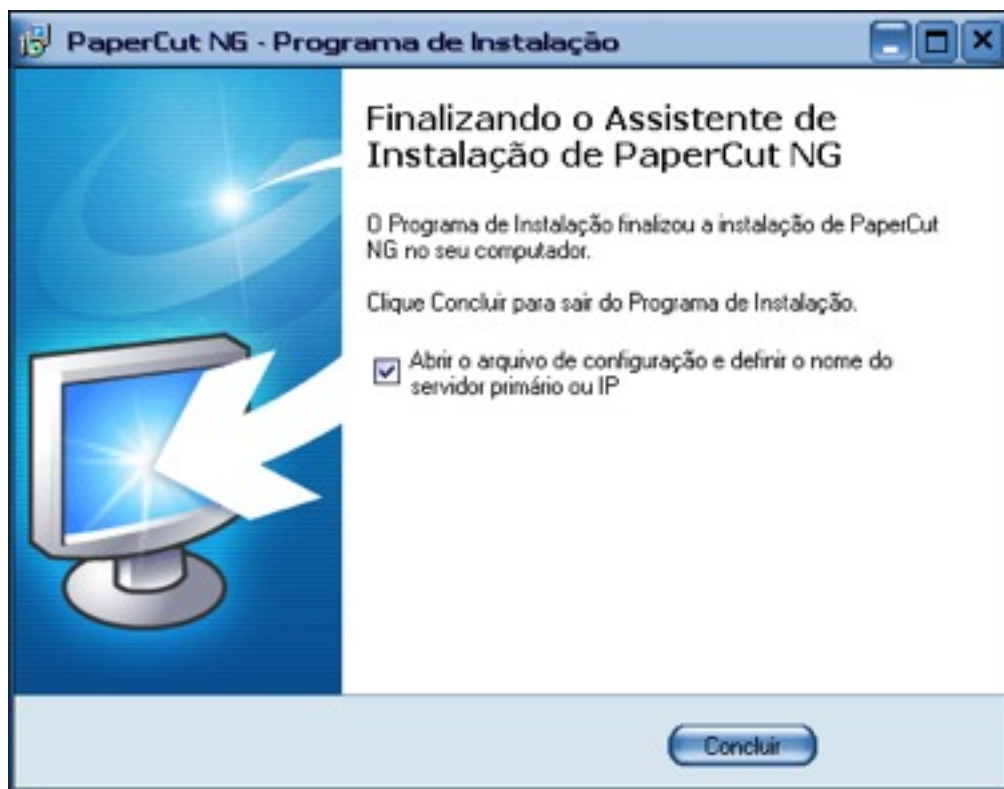 PaperCut NG - Programa de Instalação
Finalizando o Assistente de
Instalação de PaperCut NG
O Programa de Instalação finalizou a instalação de PaperCut
NG no seu computador.
Clique Concluir para sair do Programa de Instalação.
Abrir o arquivo de configuração e definir o nome do
servidor primário ou IP
Concluir